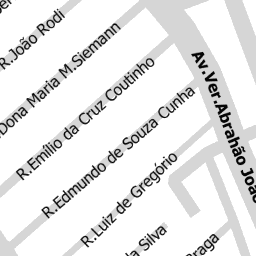 R.João Rodi
Dona Maria M.Siemann
R.Emílio da Cruz Coutinho
R.Edmundo de Souza Cunha
R.Luiz de Gregório
da Silva
Braga
Av.Ver.Abrahão João